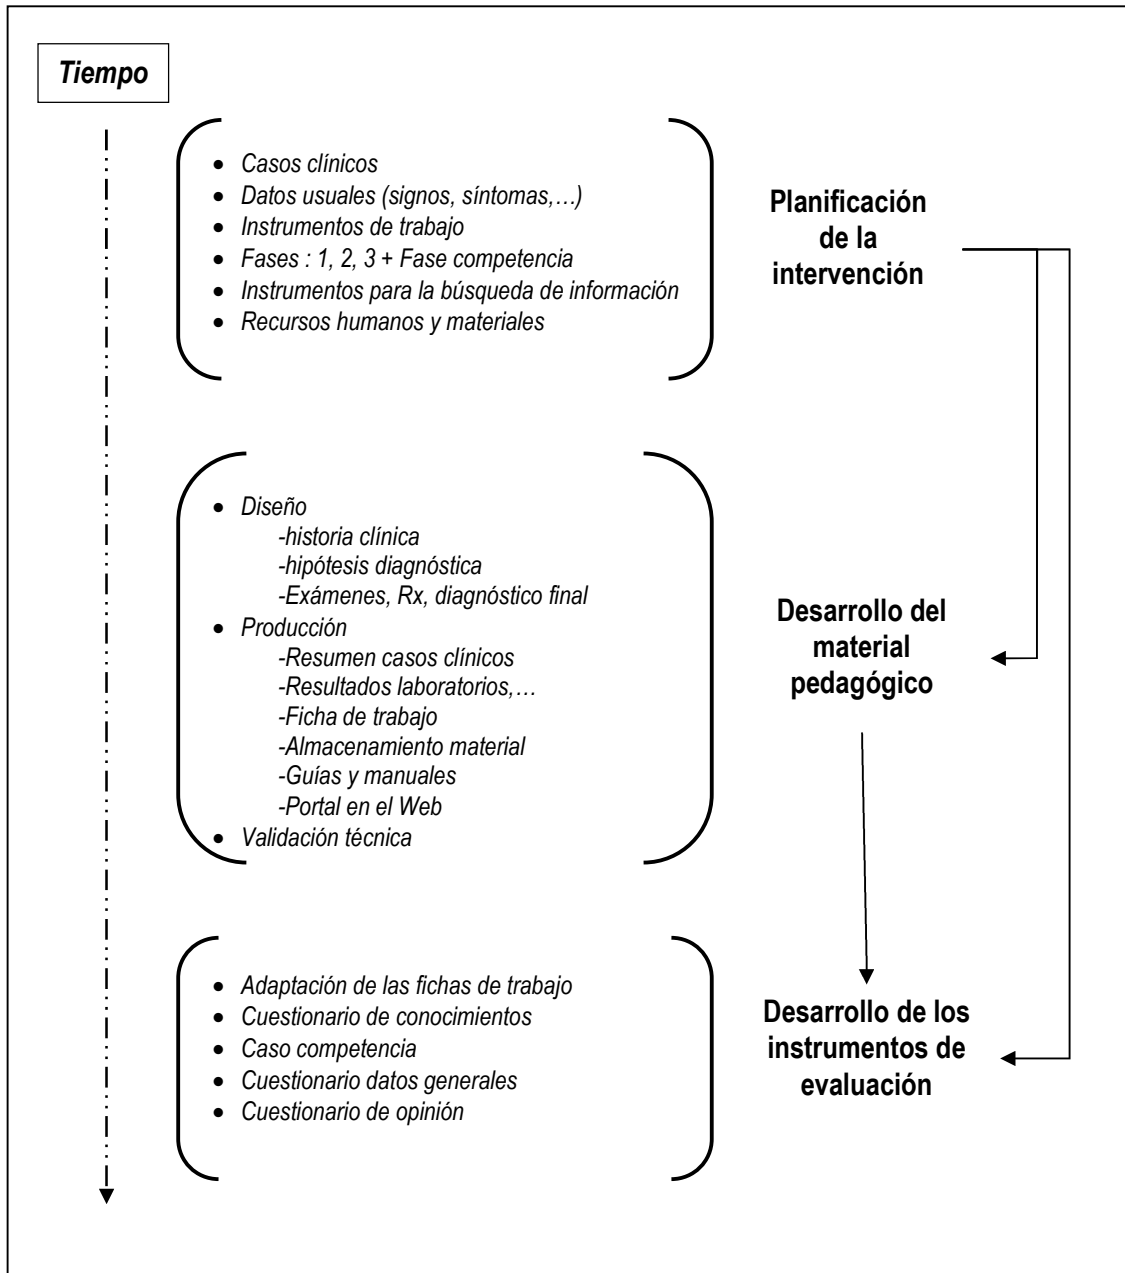 Tiempo
• Casos clínicos
• Datos usuales (signos, síntomas,…)
• Instrumentos de trabajo
• Fases : 1, 2, 3 + Fase competencia
• Instrumentos para la búsqueda de información
• Recursos humanos y materiales
Planificación
de la
intervención
• Diseño
-historia clínica
-hipótesis diagnóstica
-Exámenes, Rx, diagnóstico final
• Producción
-Resumen casos clínicos
-Resultados laboratorios,…
-Ficha de trabajo
-Almacenamiento material
-Guías y manuales
-Portal en el Web
• Validación técnica
Desarrollo del
material
pedagógico
• Adaptación de las fichas de trabajo
• Cuestionario de conocimientos
• Caso competencia
• Cuestionario datos generales
• Cuestionario de opinión
Desarrollo de los
instrumentos de
evaluación